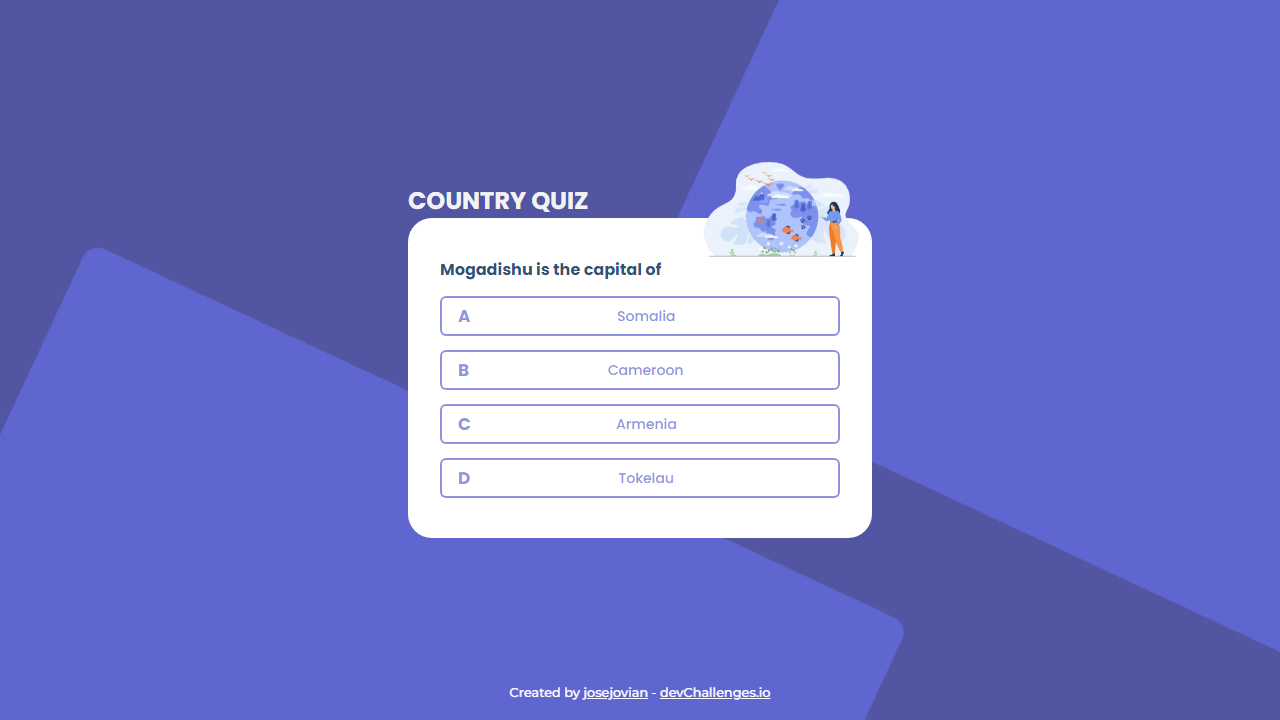 COUNTRY QUIZ
Mogadishu is the capital of
A Somalia
B Cameroon
C Armenia
D Tokelau
Created by josejovian - devChallenges.io